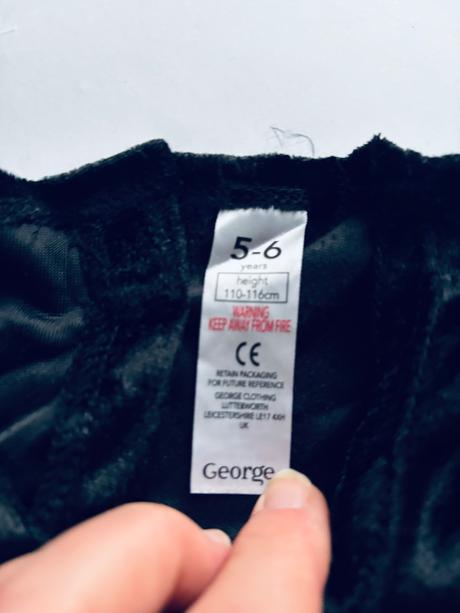 5-6
years
height
110-116cm
WARNING
KEEP AWAY FROM FIRE
CE
RETAIN PACKAGING
FOR FUTURE REFERENCE
GEORGE CLOTHING
LUTTERWORTH
LEICESTERSHIRE LE17 4XH
UK
George